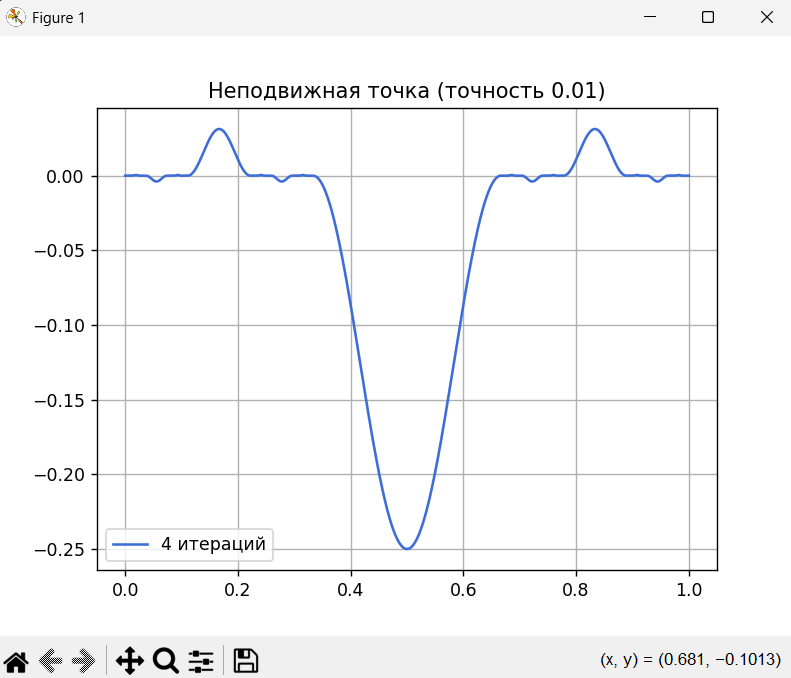 Figure 1
Неподвижная точка (точность 0.01)
0.00
−0.05
−0.10
−0.15
−0.20
−0.25
4 итераций
0.0 0.2 0.4 0.6 0.8 1.0
(x, y) = (0.681, −0.1013)